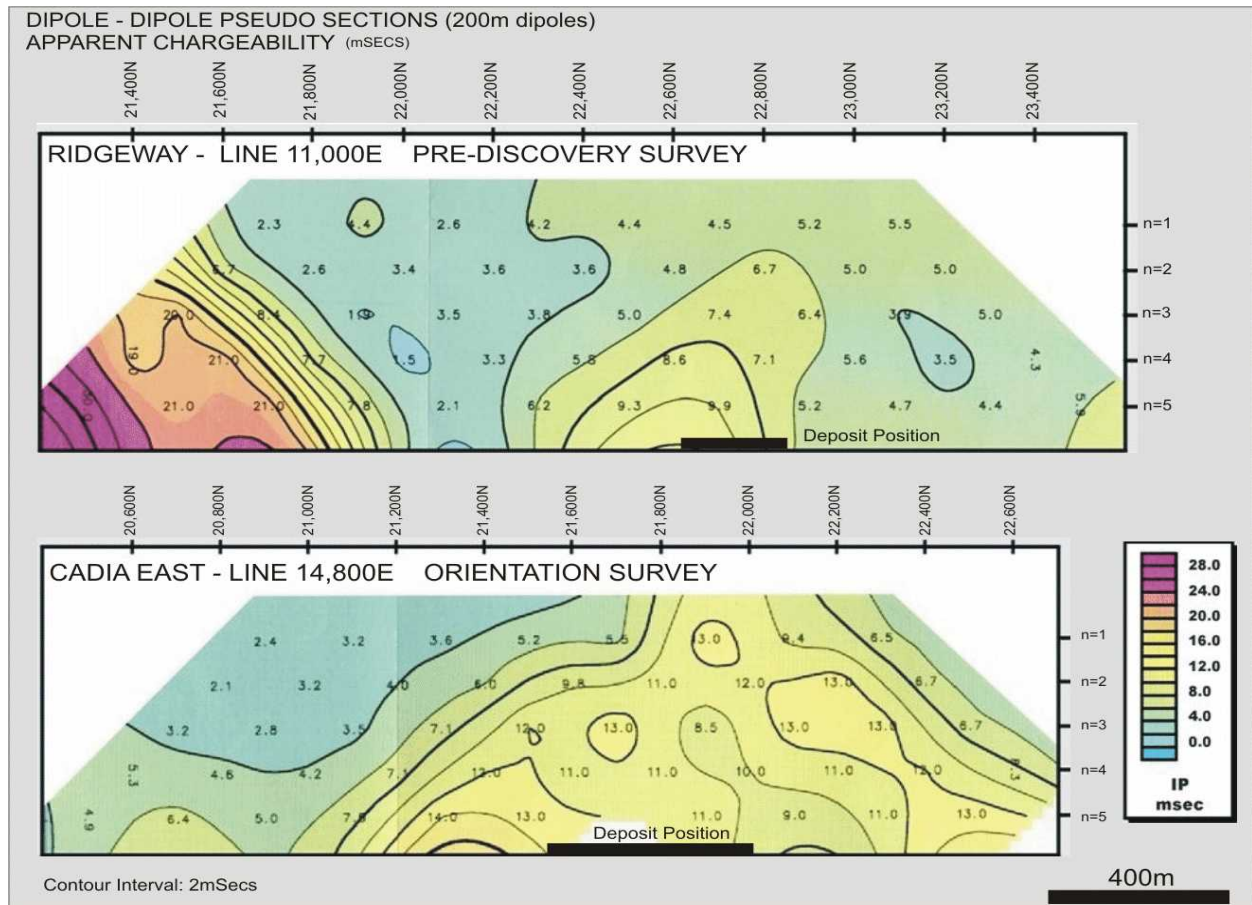 DIPOLE - DIPOLE PSEUDO SECTIONS (200m dipoles)
APPARENT CHARGEABILITY (mSECS)
21,400N 21,600N 21,800N 22,000N 22,200N 22,400N 22,600N 22,800N 23,000N 23,200N 23,400N
RIDGEWAY - LINE 11,000E PRE-DISCOVERY SURVEY
2.3 4.4 2.6 4.2 4.4 4.5 5.2 5.5 n=1
6.7 2.6 3.4 3.6 3.6 4.8 6.7 5.0 5.0 n=2
20.0 8.4 1.9 3.5 3.8 5.0 7.4 6.4 3.9 5.0 n=3
19.0 21.0 7.7 1.5 3.3 5.8 8.6 7.1 5.6 3.5 4.3 n=4
21.0 21.0 7.8 2.1 6.2 9.3 9.9 5.2 4.7 4.4 5.9 n=5
Deposit Position
20,600N 20,800N 21,000N 21,200N 21,400N 21,600N 21,800N 22,000N 22,200N 22,400N 22,600N
CADIA EAST - LINE 14,800E ORIENTATION SURVEY
2.4 3.2 3.6 5.2 5.5 13.0 9.4 6.5 n=1
2.1 3.2 4.0 6.0 9.8 11.0 12.0 13.0 6.7 n=2
3.2 2.8 3.5 7.1 12.0 13.0 8.5 13.0 13.0 6.7 n=3
5.3 4.6 4.2 7.1 12.0 11.0 11.0 10.0 11.0 12.0 n=4
4.9 6.4 5.0 14.0 13.0 11.0 9.0 11.0 13.0 n=5
Deposit Position
28.0
24.0
20.0
16.0
12.0
8.0
4.0
0.0
IP
msec
Contour Interval: 2mSecs
400m